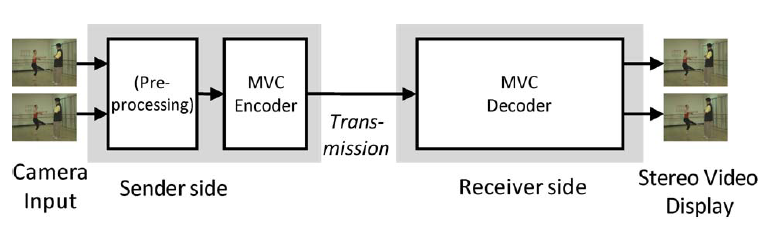 (Pre-
processing)
MVC
Encoder
Trans-
mission
MVC
Decoder
Camera
Input
Sender side
Receiver side
Stereo Video
Display